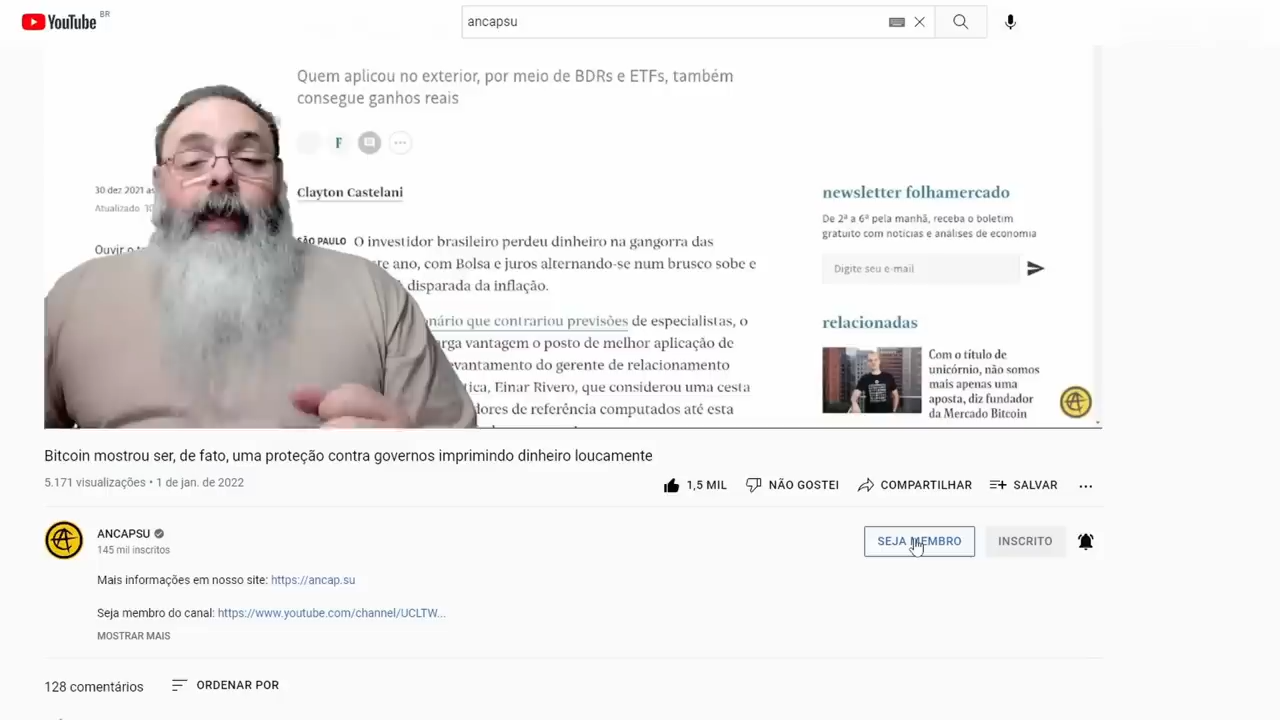 YouTube BR
ancapsu
Quem aplicou no exterior, por meio de BDRs e ETFs, também
consegue ganhos reais
F
30 dez 2021
Atualizado
Clayton Castelani
Ouvir o
SÃO PAULO O investidor brasileiro perdeu dinheiro na gangorra das
te ano, com Bolsa e juros alternando-se num brusco sobe e
disparada da inflação.
nário que contrariou previsões de especialistas, o
rga vantagem o posto de melhor aplicação de
evantamento do gerente de relacionamento
tica, Einar Rivero, que considerou uma cesta
dores de referência computados até esta
newsletter folhamercado
De 2ª a 6ª pela manhã, receba o boletim
gratuito com notícias e análises de economia
Digite seu e-mail
relacionadas
Com o título de
unicórnio, não somos
mais apenas uma
aposta, diz fundador
da Mercado Bitcoin
Bitcoin mostrou ser, de fato, uma proteção contra governos imprimindo dinheiro loucamente
5.171 visualizações • 1 de jan. de 2022
1,5 MIL NÃO GOSTEI COMPARTILHAR SALVAR
ANCAPSU
145 mil inscritos
SEJA MEMBRO INSCRITO
Mais informações em nosso site: https://ancap.su
Seja membro do canal: https://www.youtube.com/channel/UCLTW...
MOSTRAR MAIS
128 comentários ORDENAR POR